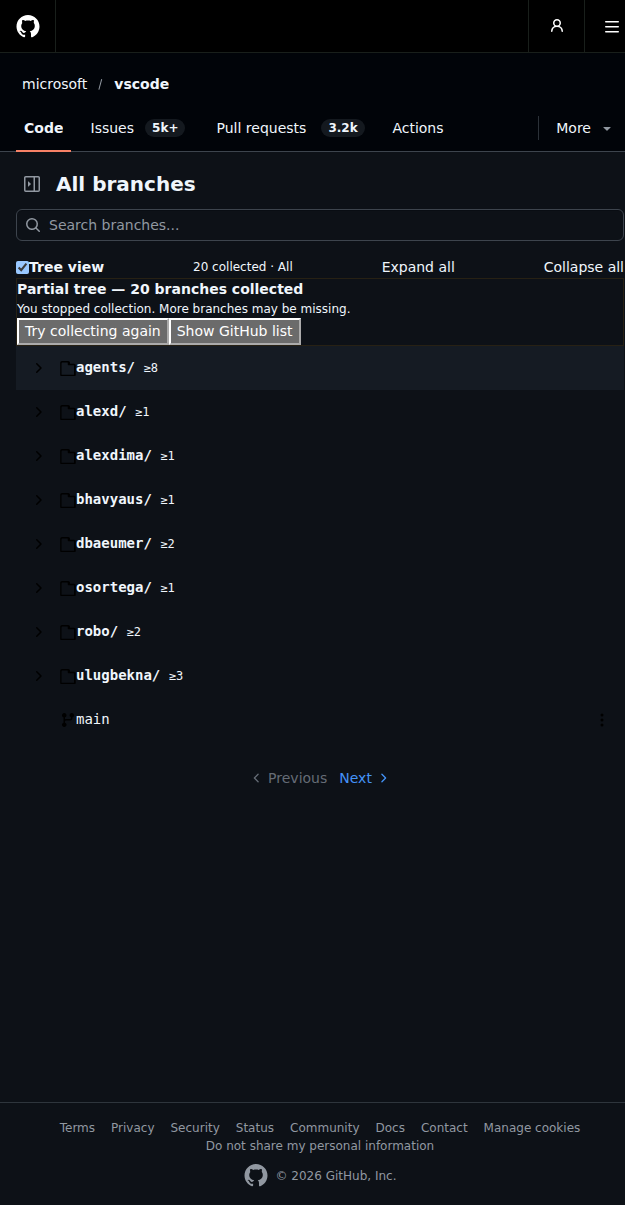 microsoft / vscode
Code Issues 5k+ Pull requests 3.2k Actions More
All branches
Search branches...
Tree view 20 collected · All Expand all Collapse all
Partial tree — 20 branches collected
You stopped collection. More branches may be missing.
Try collecting again Show GitHub list
agents/ ≥8
alexd/ ≥1
alexdima/ ≥1
bhavyaus/ ≥1
dbaeumer/ ≥2
osortega/ ≥1
robo/ ≥2
ulugbekna/ ≥3
main
Previous Next
Terms Privacy Security Status Community Docs Contact Manage cookies
Do not share my personal information
© 2026 GitHub, Inc.